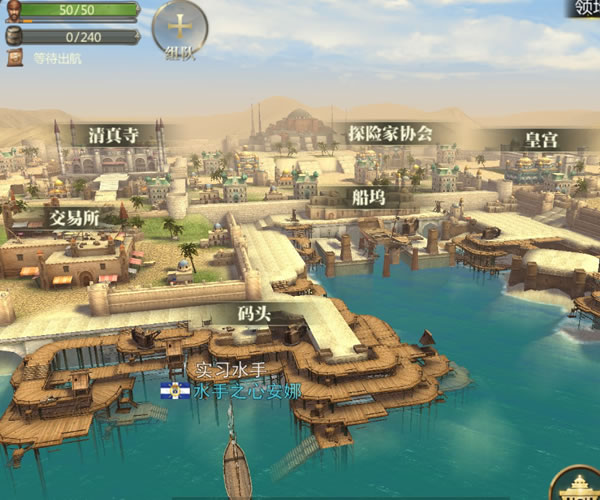 50/50
领地
0/240
组队
等待出航
清真寺
探险家协会
皇宫
船坞
交易所
码头
实习水手
水手之心安娜